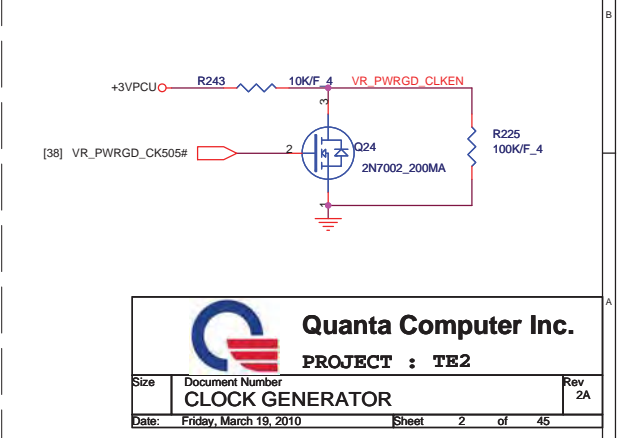 B
+3VPCU R243 10K/F_4 VR_PWRGD_CLKEN
3
R225
100K/F_4
[38] VR_PWRGD_CK505# 2 Q24
2N7002_200MA
1
A
Quanta Computer Inc.
PROJECT : TE2
Size Document Number Rev
CLOCK GENERATOR 2A
Date: Friday, March 19, 2010 Sheet 2 of 45